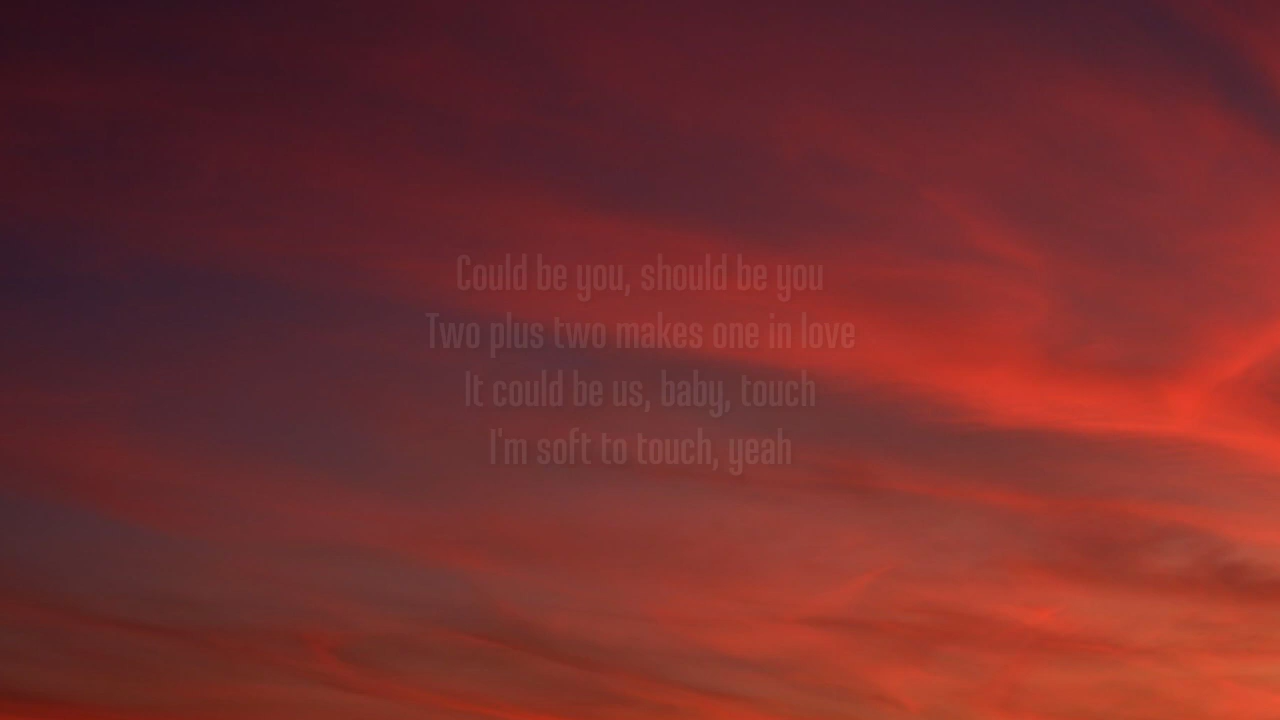 Could be you, should be you
Two plus two makes one in love
It could be us, baby, touch
I'm soft to touch, yeah